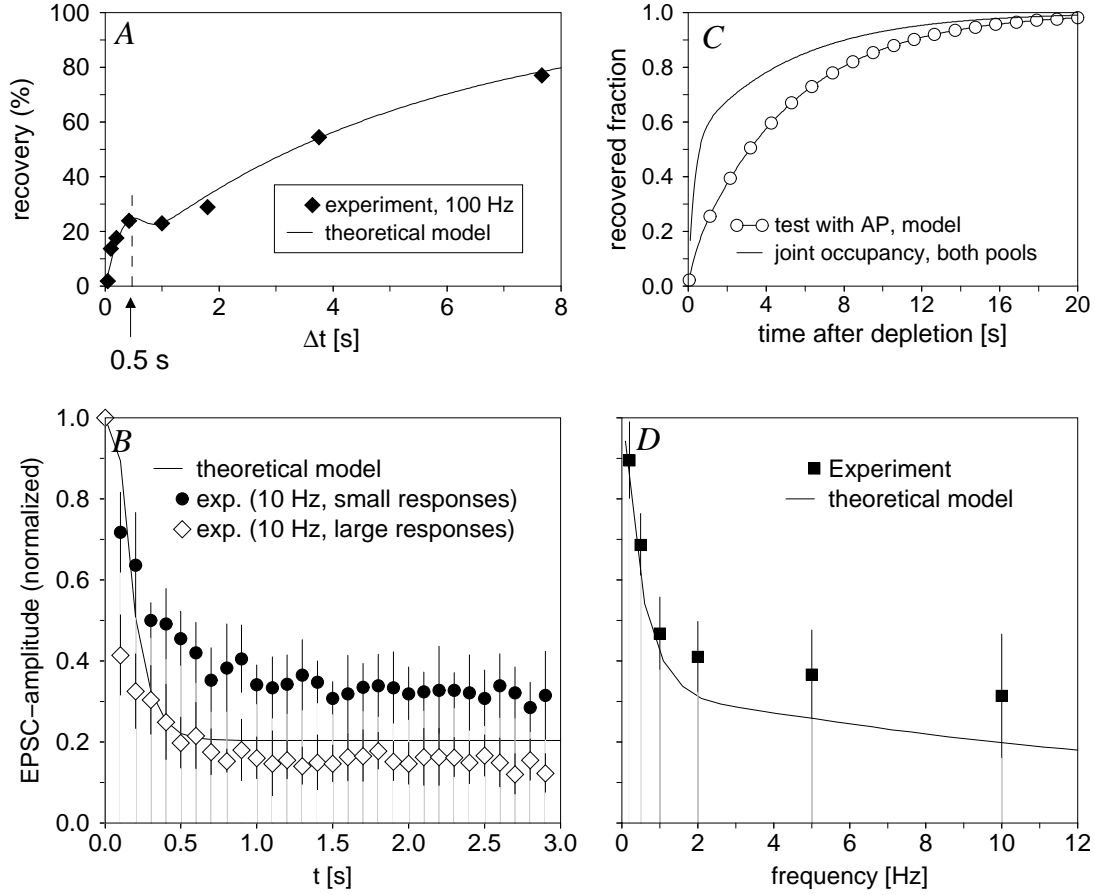 A
recovery (%)
100
80
60
40
20
0
experiment, 100 Hz
theoretical model
0
2
4
6
8
Δt [s]
0.5 s
C
recovered fraction
1.0
0.8
0.6
0.4
0.2
0.0
test with AP, model
joint occupancy, both pools
0
4
8
12
16
20
time after depletion [s]
B
EPSC−amplitude (normalized)
1.0
0.8
0.6
0.4
0.2
0.0
theoretical model
exp. (10 Hz, small responses)
exp. (10 Hz, large responses)
0.0
0.5
1.0
1.5
2.0
2.5
3.0
t [s]
D
Experiment
theoretical model
0
2
4
6
8
10
12
frequency [Hz]